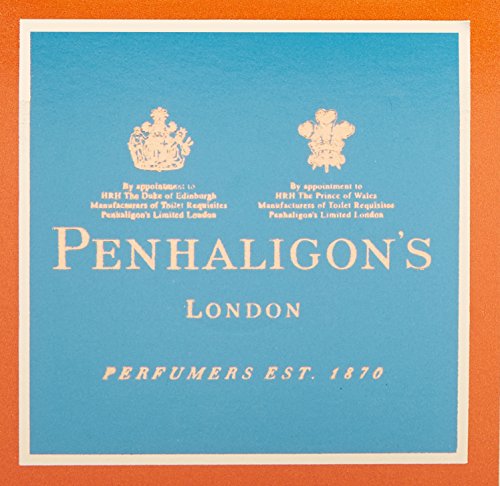 By appointment to
HRH The Duke of Edinburgh
Manufacturers of Toilet Requisites
Penhaligon's Limited London
By appointment to
HRH The Prince of Wales
Manufacturers of Toilet Requisites
Penhaligon's Limited London
PENHALIGON'S
LONDON
PERFUMERS EST. 1870